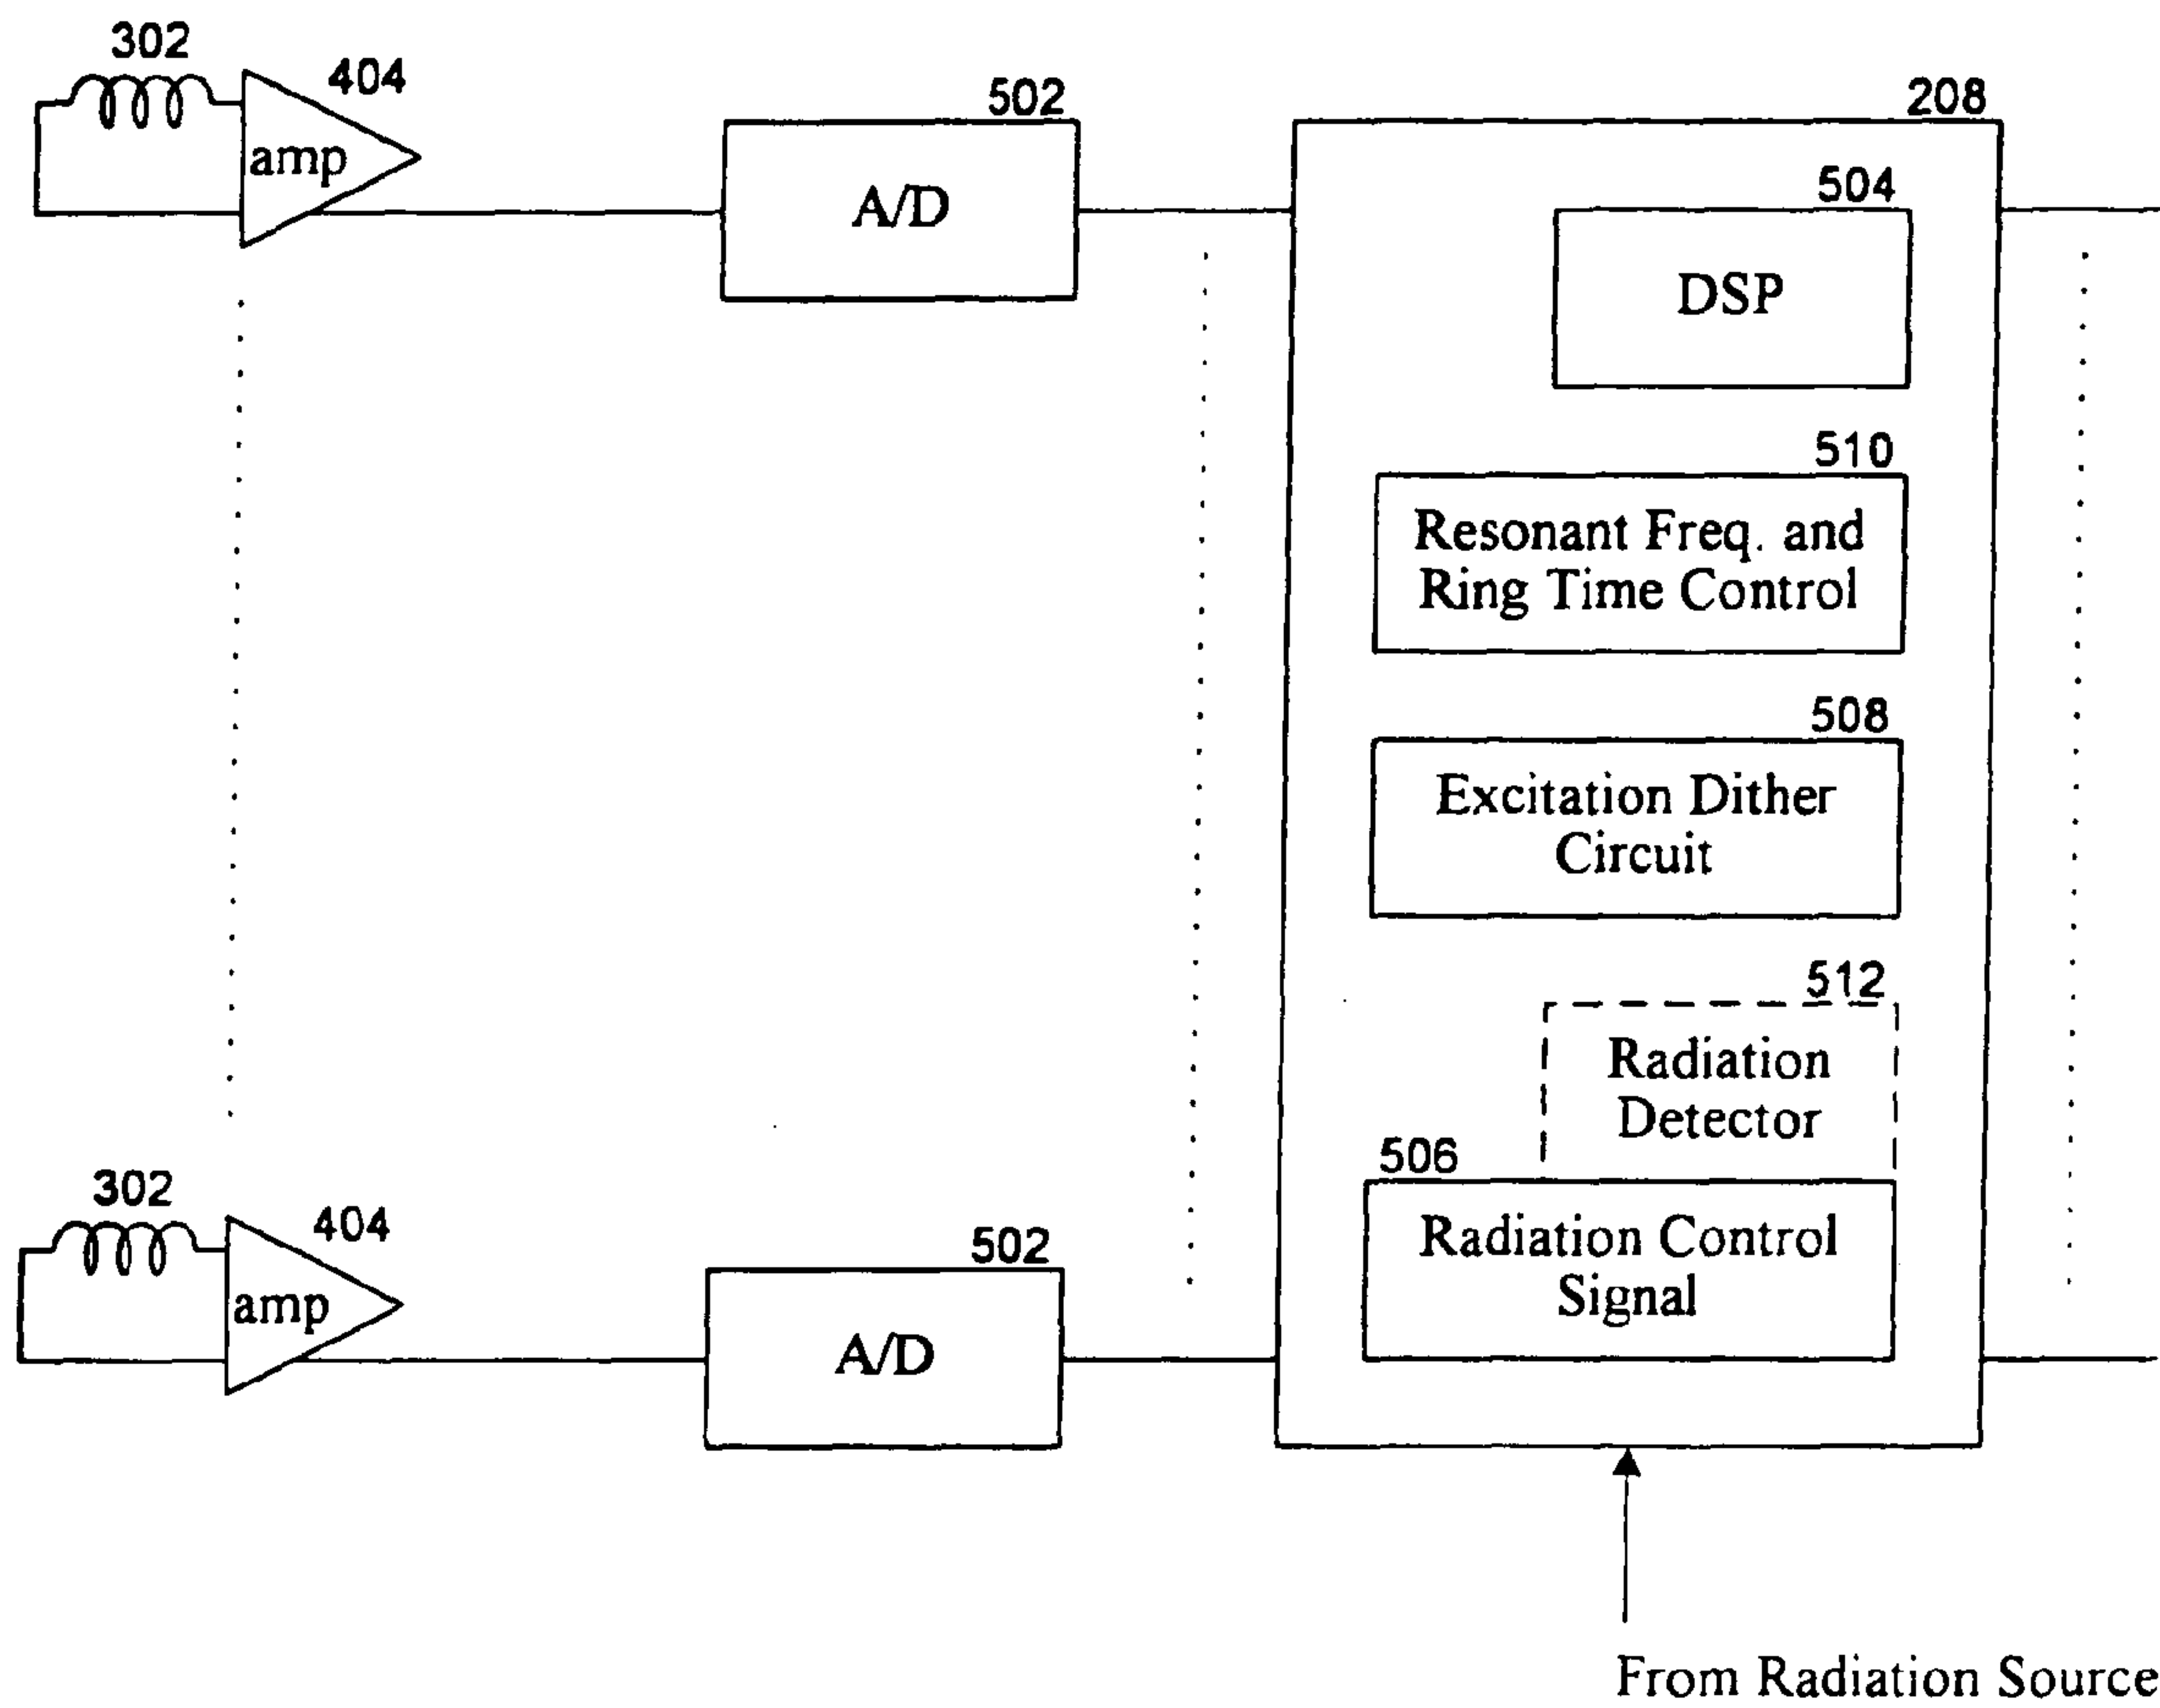 302
404
amp
502
A/D
208
504
DSP
510
Resonant Freq. and
Ring Time Control
508
Excitation Dither
Circuit
512
Radiation
Detector
506
Radiation Control
Signal
302
404
amp
502
A/D
From Radiation Source